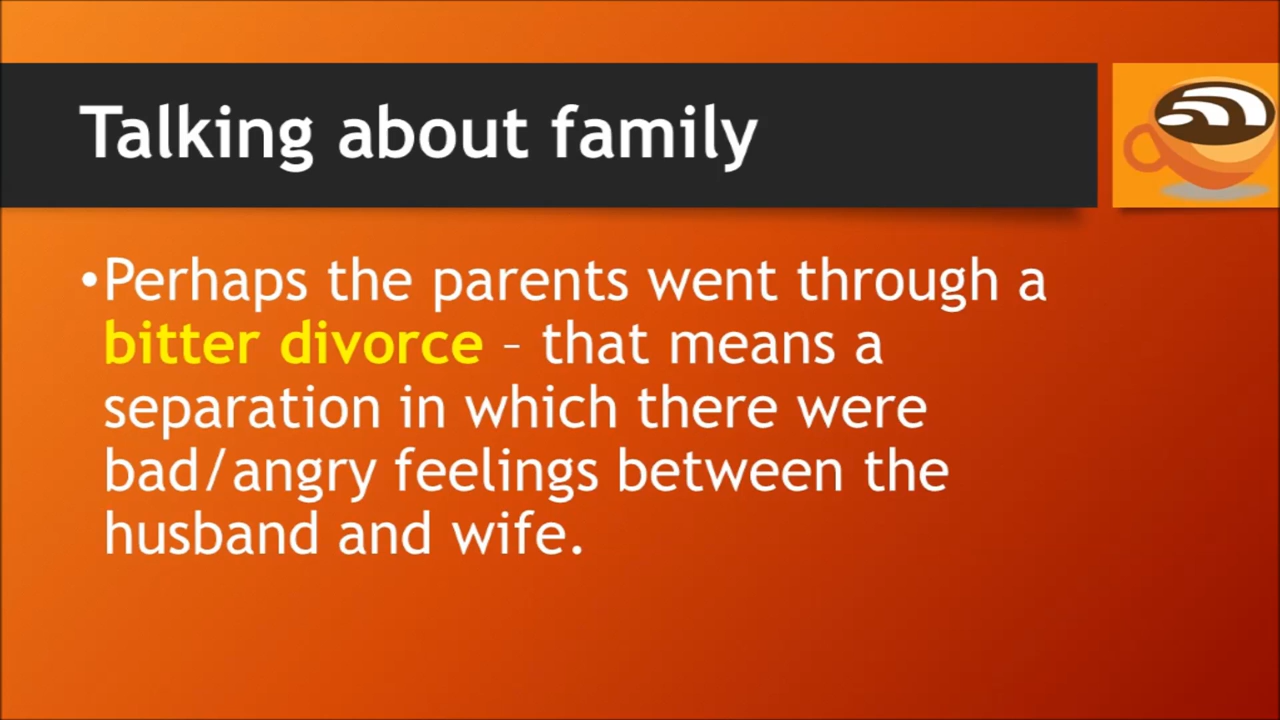 Talking about family
•Perhaps the parents went through a
bitter divorce – that means a
separation in which there were
bad/angry feelings between the
husband and wife.